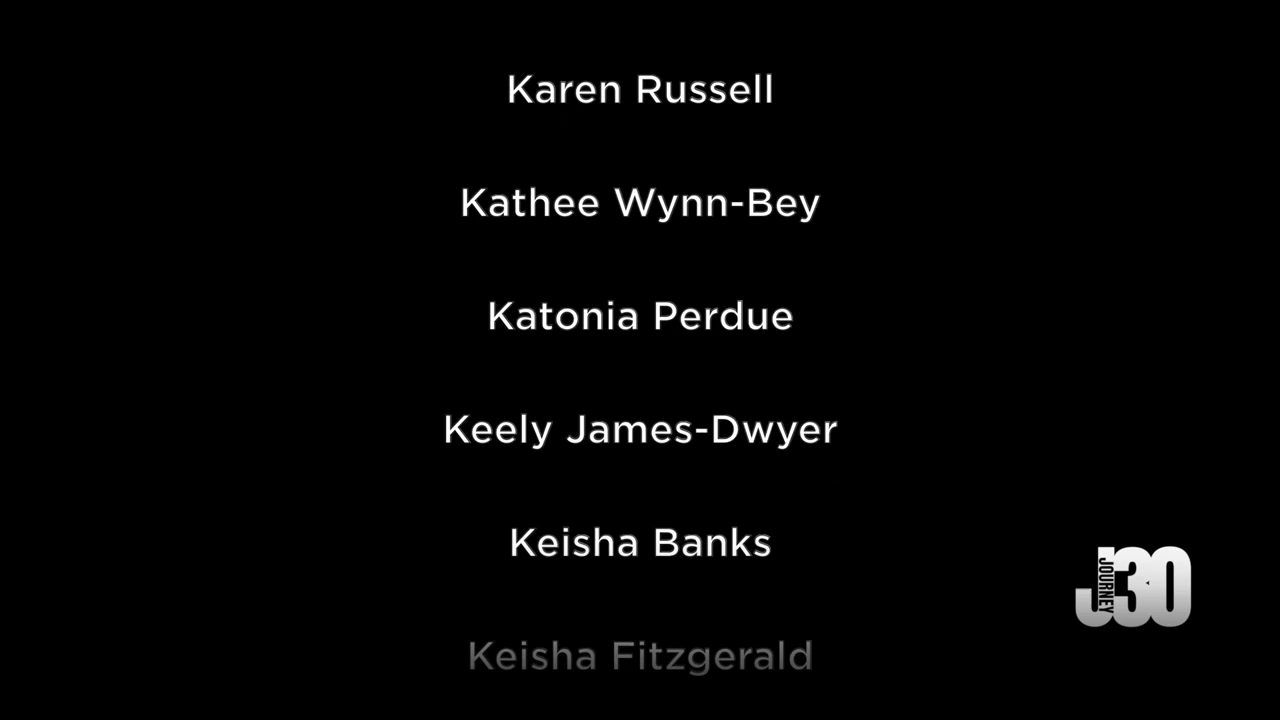 Karen Russell
Kathee Wynn-Bey
Katonia Perdue
Keely James-Dwyer
Keisha Banks
J30
JOURNEY
Keisha Fitzgerald